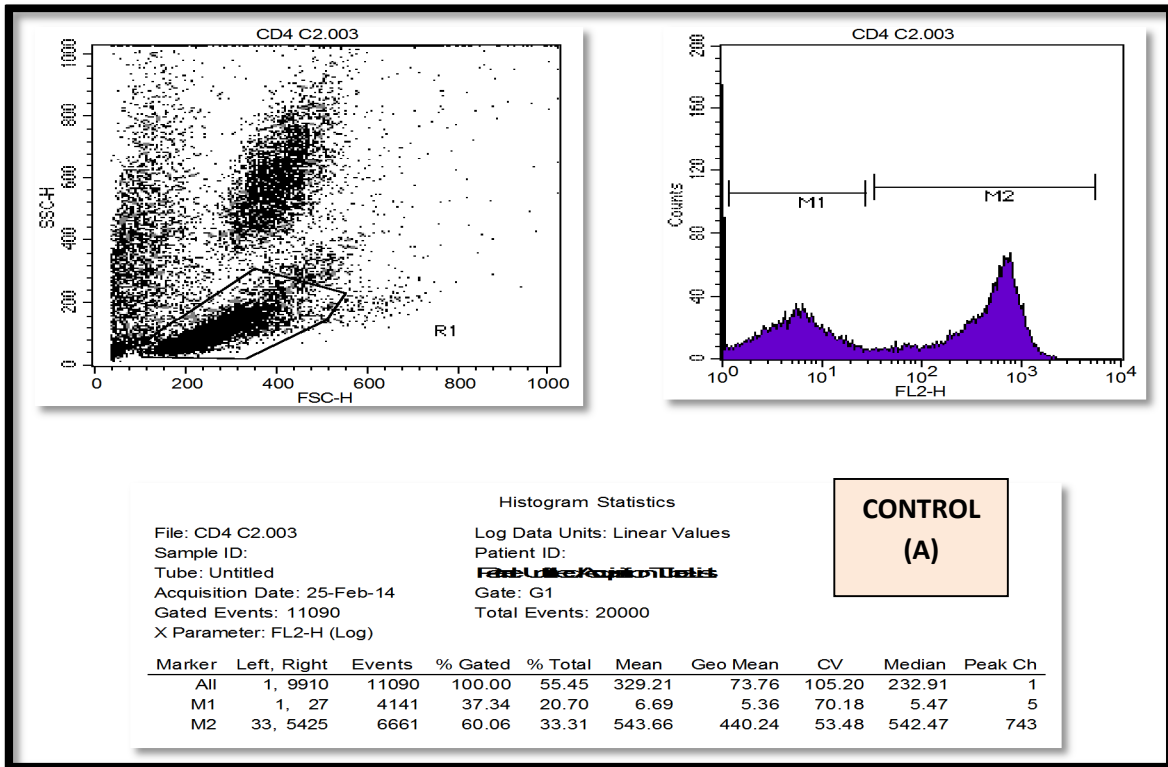 CD4 C2.003
1000
800
600
400
200
0
SSC-H
R1
0 200 400 600 800 1000
FSC-H
CD4 C2.003
200
160
120
80
40
0
Counts
M1 M2
10^0 10^1 10^2 10^3 10^4
FL2-H
CONTROL
(A)
Histogram Statistics
File: CD4 C2.003 Log Data Units: Linear Values
Sample ID: Patient ID:
Tube: Untitled
Acquisition Date: 25-Feb-14 Gate: G1
Gated Events: 11090 Total Events: 20000
X Parameter: FL2-H (Log)
Marker Left, Right Events % Gated % Total Mean Geo Mean CV Median Peak Ch
All 1, 9910 11090 100.00 55.45 329.21 73.76 105.20 232.91 1
M1 1, 27 4141 37.34 20.70 6.69 5.36 70.18 5.47 5
M2 33, 5425 6661 60.06 33.31 543.66 440.24 53.48 542.47 743